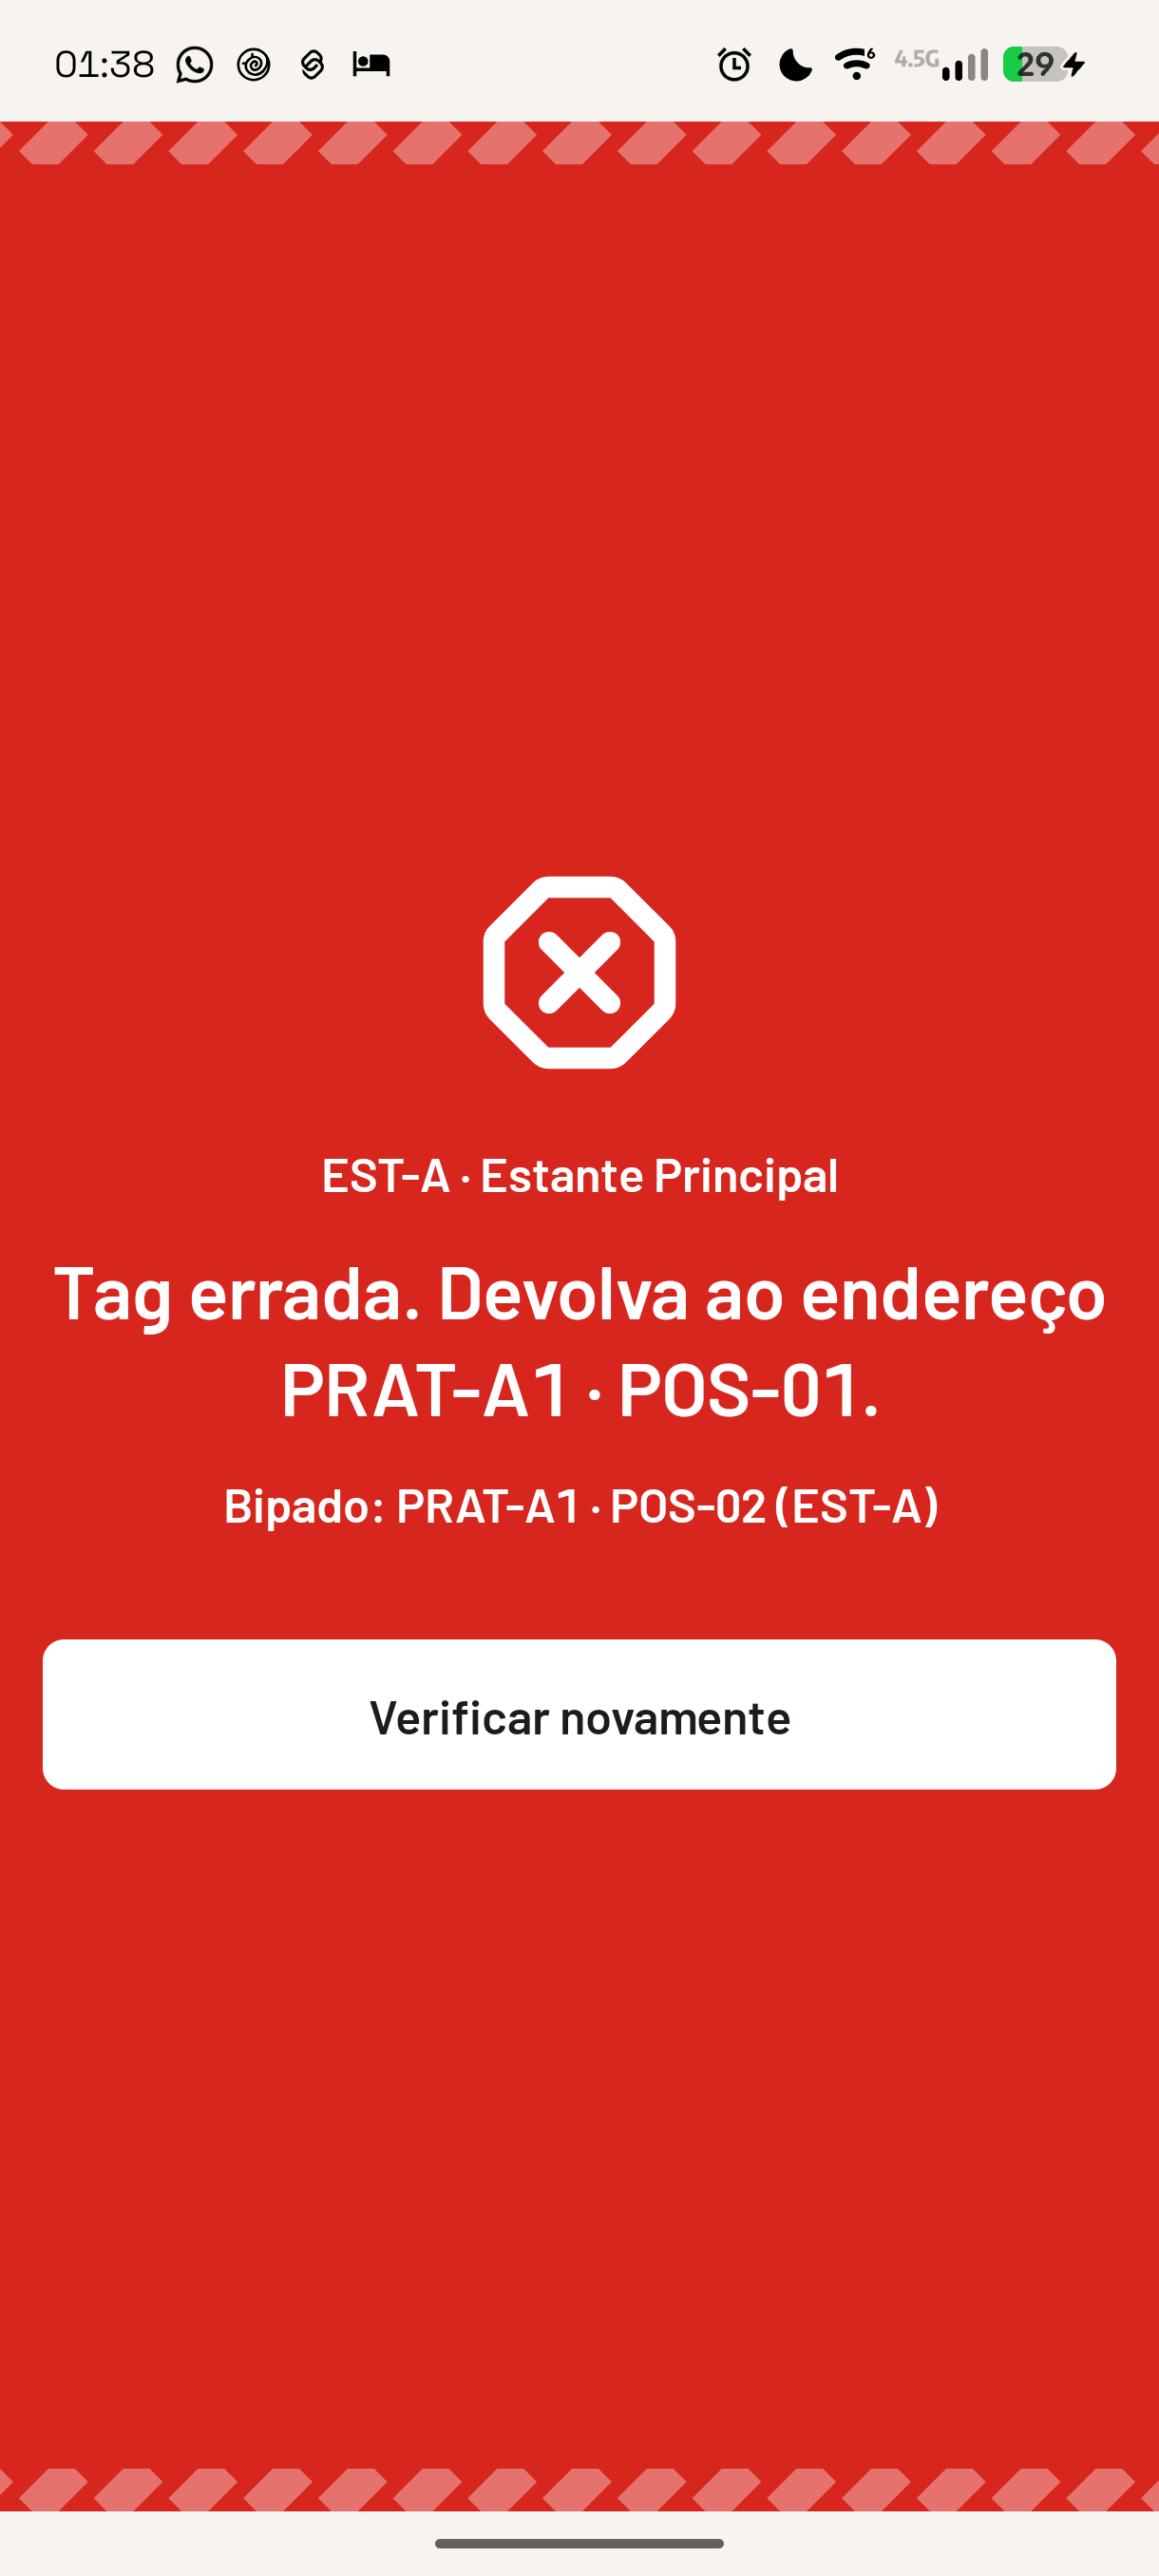 01:38
4.5G
29
EST-A · Estante Principal
Tag errada. Devolva ao endereço
PRAT-A1 · POS-01.
Bipado: PRAT-A1 · POS-02 (EST-A)
Verificar novamente